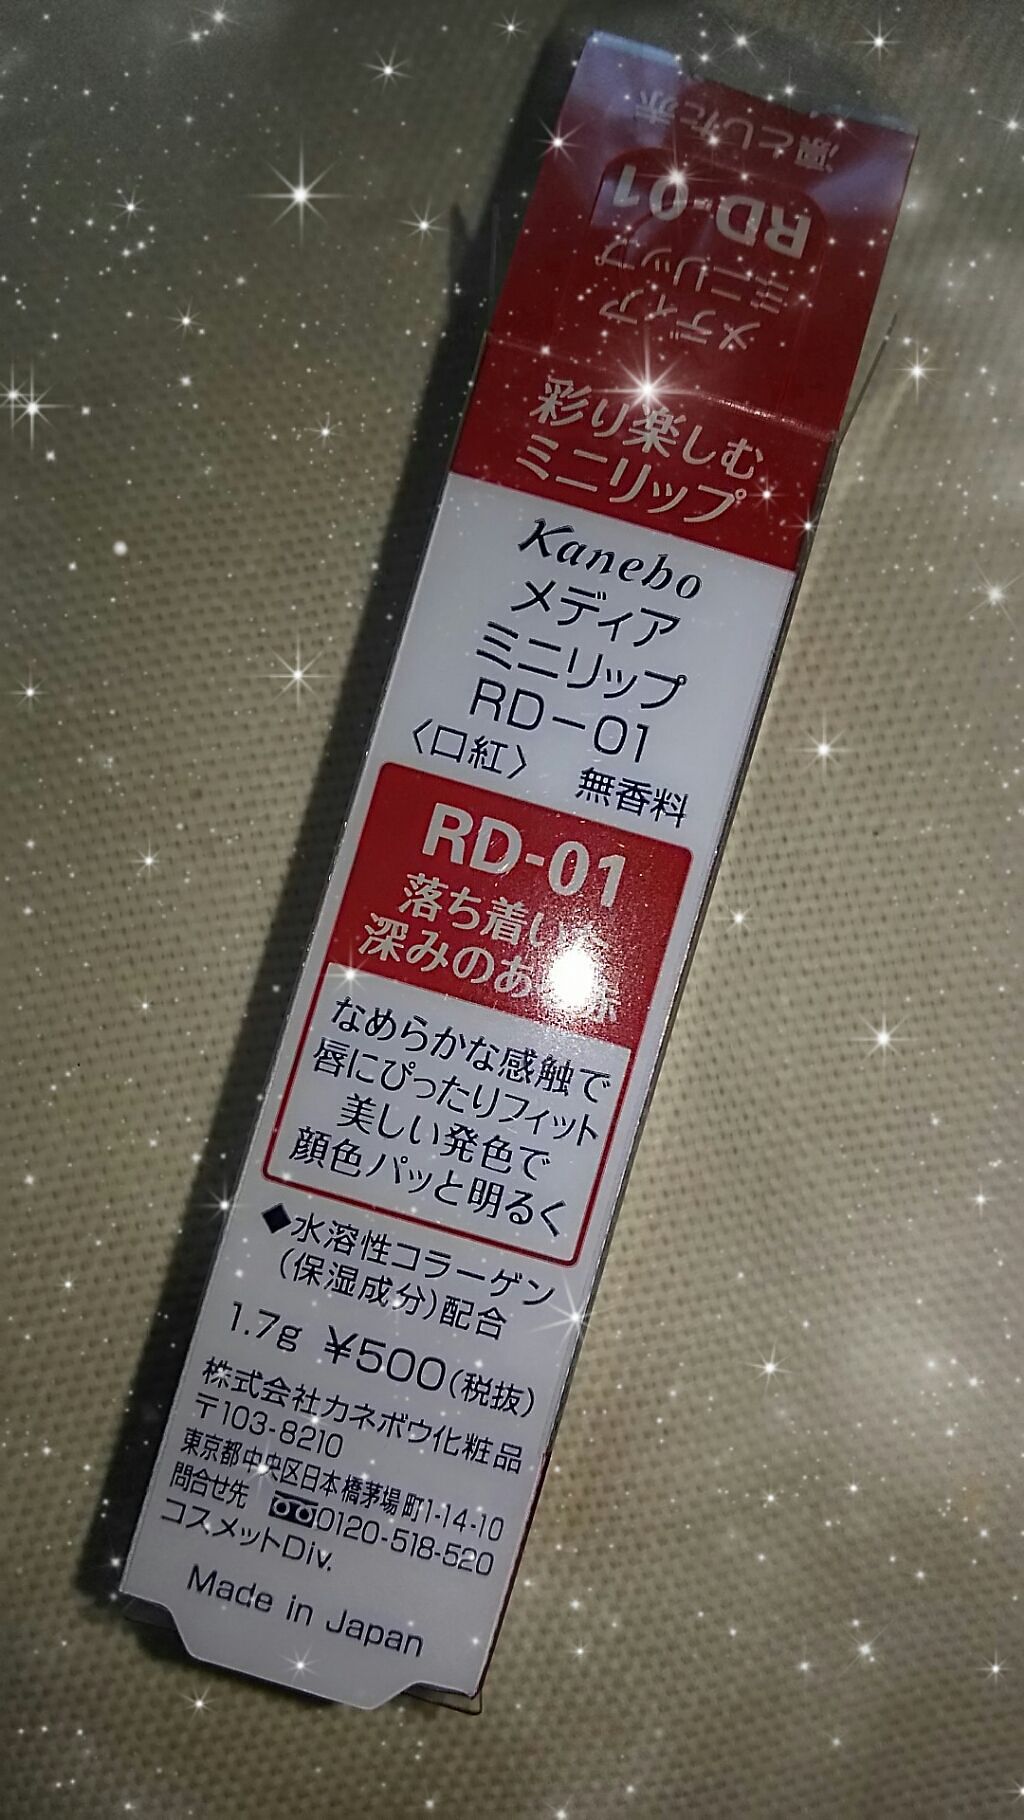 凛とした赤
RD-01
メディア
ミニリップ
彩り楽しむ
ミニリップ
Kanebo
メディア
ミニリップ
RD-01
〈口紅〉 無香料
RD-01
落ち着い
深みのあ 赤
なめらかな感触で
唇にぴったりフィット
美しい発色で
顔色パッと明るく
◆水溶性コラーゲン
(保湿成分)配合
1.7g ¥500(税抜)
株式会社カネボウ化粧品
〒103-8210
東京都中央区日本橋茅場町1-14-10
問合せ先 0120-518-520
コスメットDiv.
Made in Japan